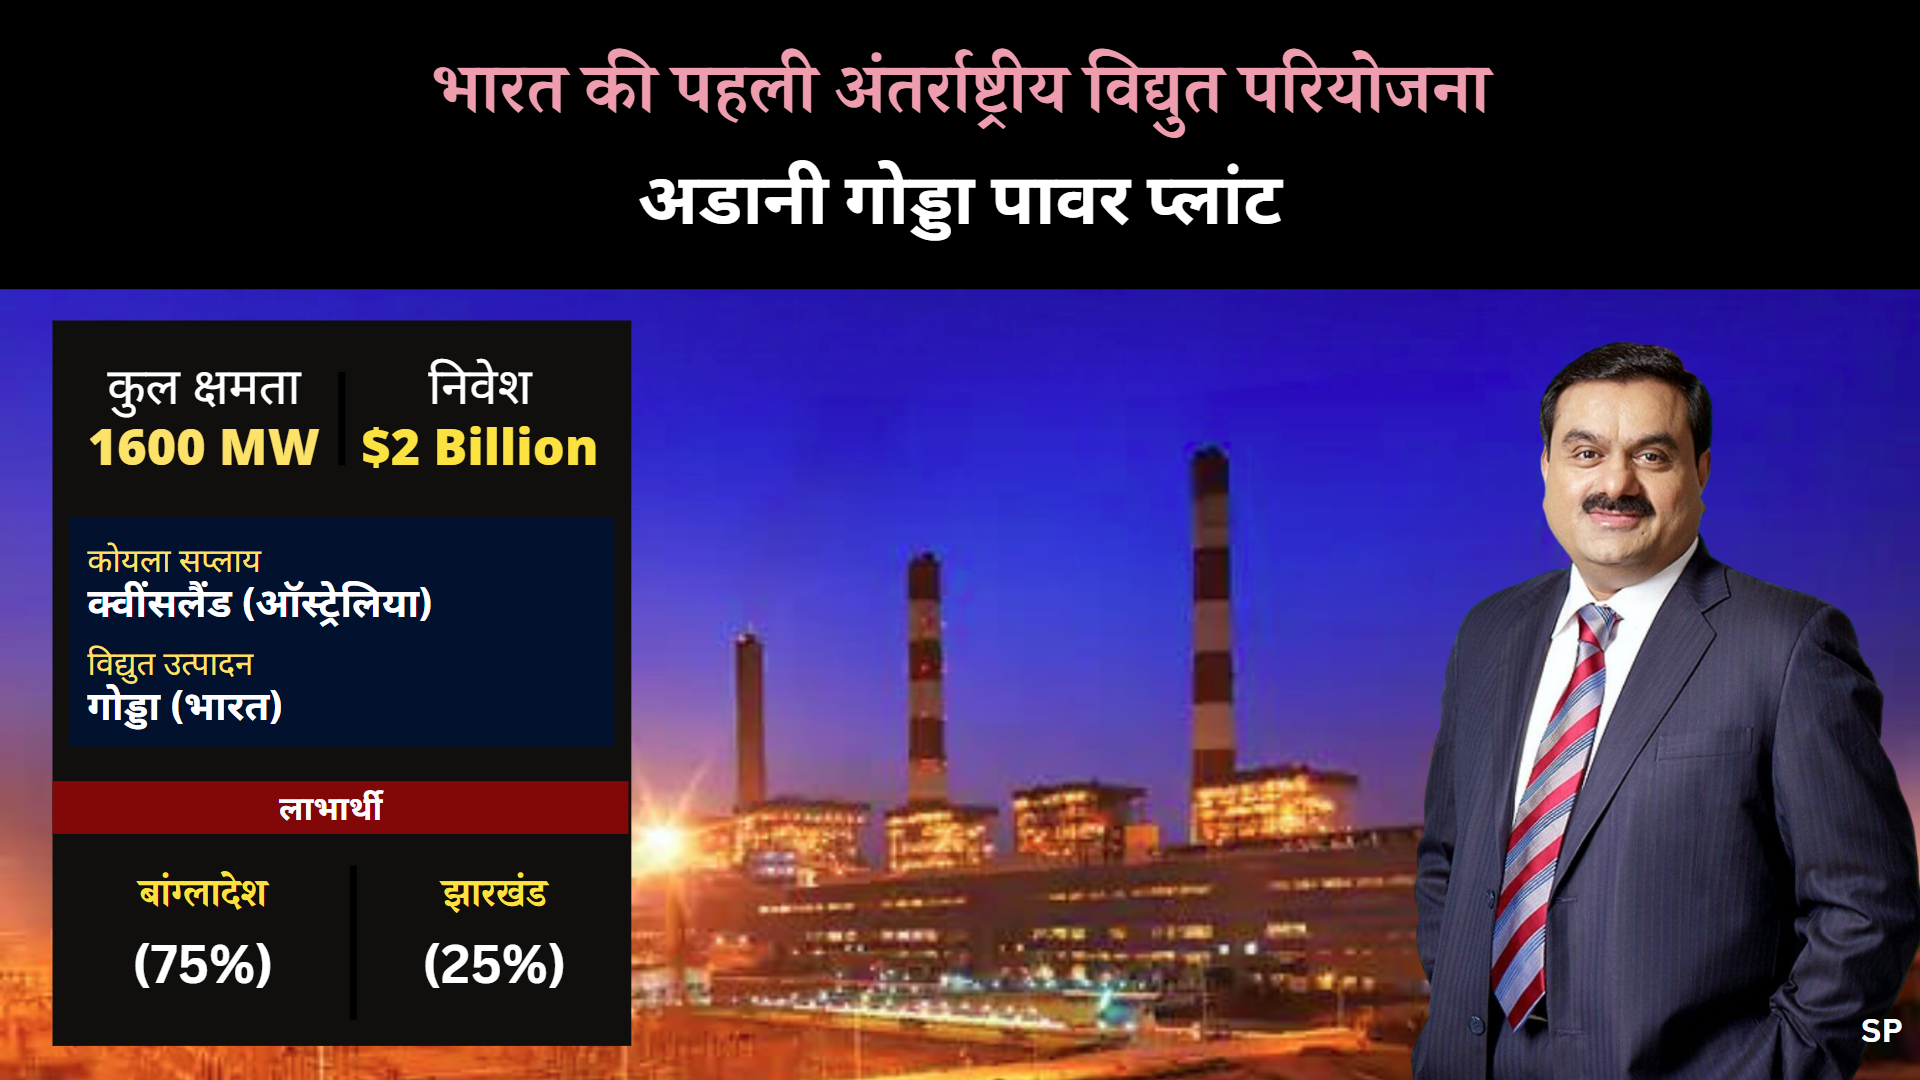 भारत की पहली अंतर्राष्ट्रीय विद्युत परियोजना
अडानी गोड्डा पावर प्लांट
कुल क्षमता
1600 MW
निवेश
$2 Billion
कोयला सप्लाय
क्वींसलैंड (ऑस्ट्रेलिया)
विद्युत उत्पादन
गोड्डा (भारत)
लाभार्थी
बांग्लादेश
(75%)
झारखंड
(25%)
SP